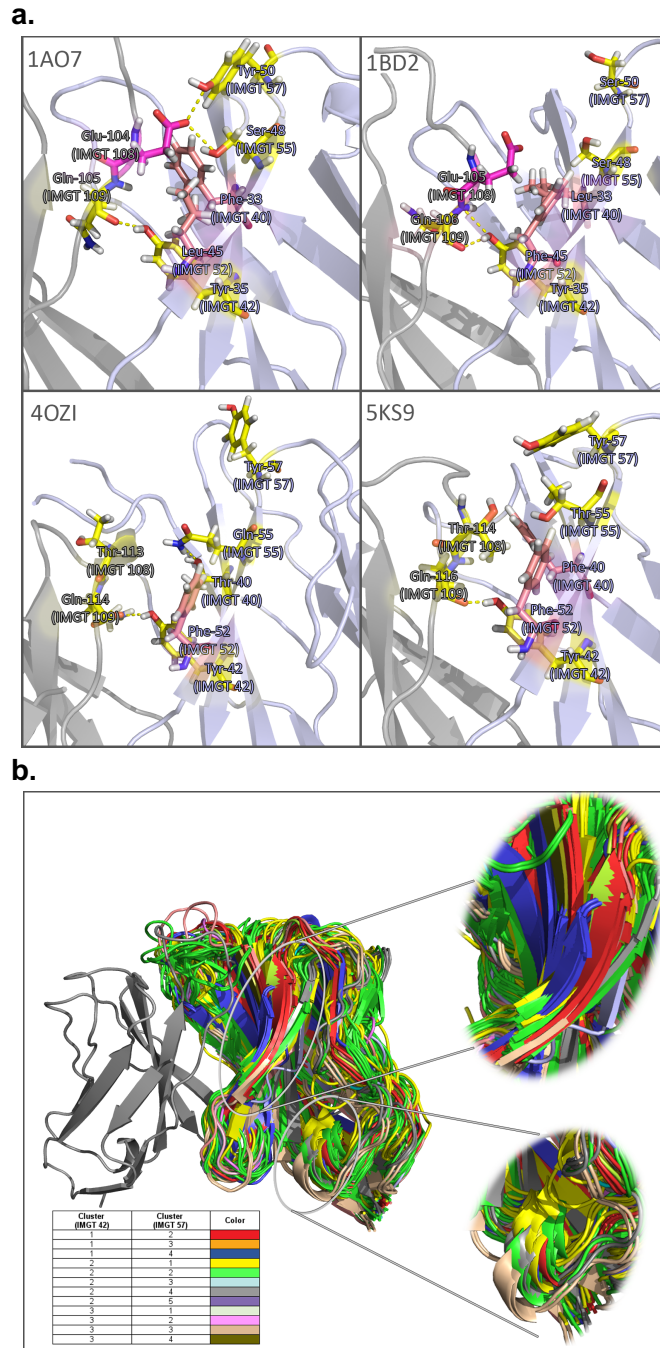 a.
1AO7
Tyr-50
(IMGT 57)
Glu-104
(IMGT 108)
Ser-48
(IMGT 55)
Gln-105
(IMGT 109)
Phe-33
(IMGT 40)
Leu-45
(IMGT 52)
Tyr-35
(IMGT 42)
1BD2
Ser-50
(IMGT 57)
Ser-48
(IMGT 55)
Glu-105
(IMGT 108)
Leu-33
(IMGT 40)
Gln-106
(IMGT 109)
Phe-45
(IMGT 52)
Tyr-35
(IMGT 42)
4OZI
Tyr-57
(IMGT 57)
Gln-55
(IMGT 55)
Thr-113
(IMGT 108)
Thr-40
(IMGT 40)
Gln-114
(IMGT 109)
Phe-52
(IMGT 52)
Tyr-42
(IMGT 42)
5KS9
Tyr-57
(IMGT 57)
Thr-55
(IMGT 55)
Thr-114
(IMGT 108)
Phe-40
(IMGT 40)
Gln-116
(IMGT 109)
Phe-52
(IMGT 52)
Tyr-42
(IMGT 42)
b.
Cluster (IMGT 42) Cluster (IMGT 57) Color
1 2
1 3
1 4
2 1
2 2
2 3
2 4
2 5
3 1
3 2
3 3
3 4